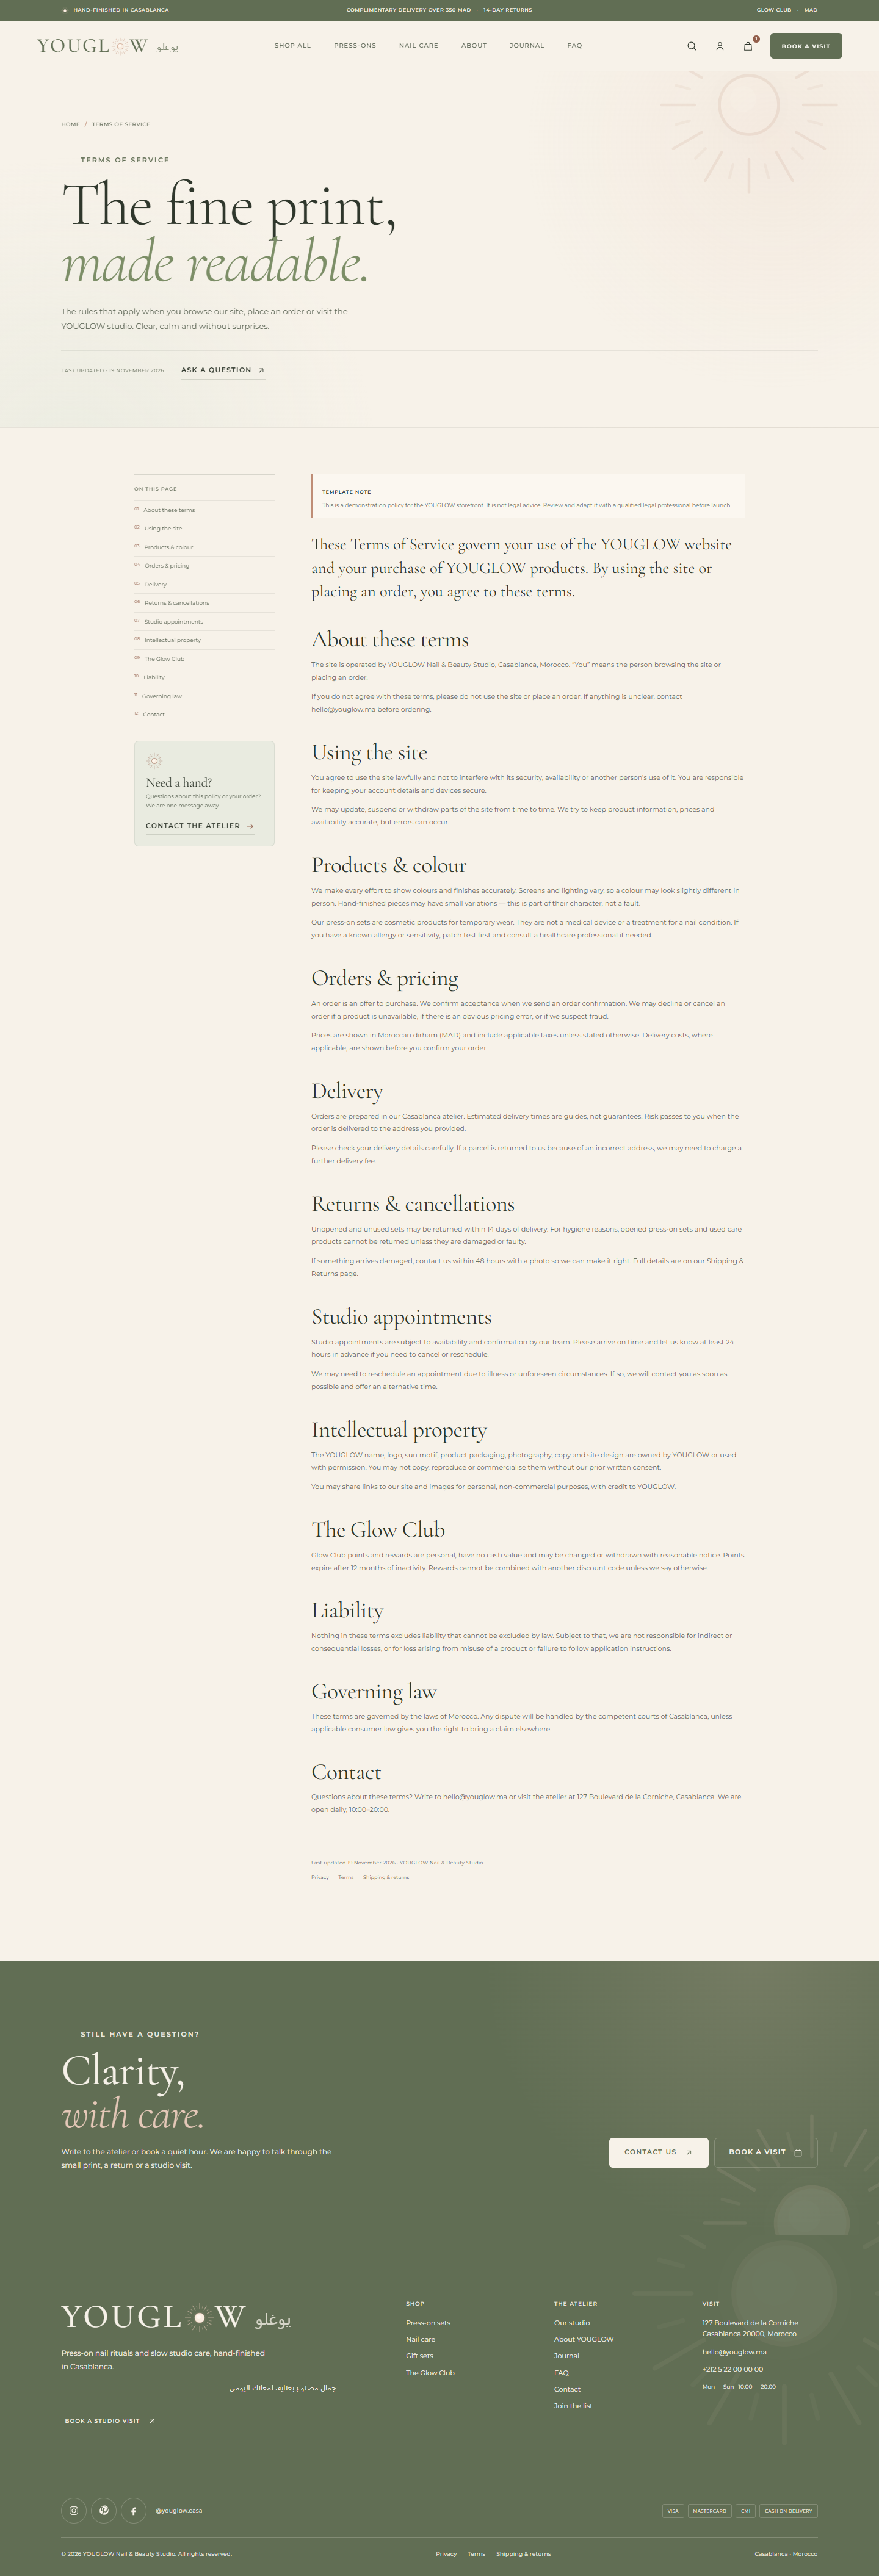 HAND-FINISHED IN CASABLANCA
COMPLIMENTARY DELIVERY OVER 350 MAD · 14-DAY RETURNS
GLOW CLUB · MAD
YOUGLOW يوغلو
SHOP ALL
PRESS-ONS
NAIL CARE
ABOUT
JOURNAL
FAQ
1
BOOK A VISIT
HOME / TERMS OF SERVICE
TERMS OF SERVICE
The fine print,
made readable.
The rules that apply when you browse our site, place an order or visit the
YOUGLOW studio. Clear, calm and without surprises.
LAST UPDATED · 19 NOVEMBER 2026
ASK A QUESTION
ON THIS PAGE
01 About these terms
02 Using the site
03 Products & colour
04 Orders & pricing
05 Delivery
06 Returns & cancellations
07 Studio appointments
08 Intellectual property
09 The Glow Club
10 Liability
11 Governing law
12 Contact
Need a hand?
Questions about this policy or your order?
We are one message away.
CONTACT THE ATELIER
TEMPLATE NOTE
This is a demonstration policy for the YOUGLOW storefront. It is not legal advice. Review and adapt it with a qualified legal professional before launch.
These Terms of Service govern your use of the YOUGLOW website
and your purchase of YOUGLOW products. By using the site or
placing an order, you agree to these terms.
About these terms
The site is operated by YOUGLOW Nail & Beauty Studio, Casablanca, Morocco. "You" means the person browsing the site or
placing an order.
If you do not agree with these terms, please do not use the site or place an order. If anything is unclear, contact
hello@youglow.ma before ordering.
Using the site
You agree to use the site lawfully and not to interfere with its security, availability or another person's use of it. You are responsible
for keeping your account details and devices secure.
We may update, suspend or withdraw parts of the site from time to time. We try to keep product information, prices and
availability accurate, but errors can occur.
Products & colour
We make every effort to show colours and finishes accurately. Screens and lighting vary, so a colour may look slightly different in
person. Hand-finished pieces may have small variations — this is part of their character, not a fault.
Our press-on sets are cosmetic products for temporary wear. They are not a medical device or a treatment for a nail condition. If
you have a known allergy or sensitivity, patch test first and consult a healthcare professional if needed.
Orders & pricing
An order is an offer to purchase. We confirm acceptance when we send an order confirmation. We may decline or cancel an
order if a product is unavailable, if there is an obvious pricing error, or if we suspect fraud.
Prices are shown in Moroccan dirham (MAD) and include applicable taxes unless stated otherwise. Delivery costs, where
applicable, are shown before you confirm your order.
Delivery
Orders are prepared in our Casablanca atelier. Estimated delivery times are guides, not guarantees. Risk passes to you when the
order is delivered to the address you provided.
Please check your delivery details carefully. If a parcel is returned to us because of an incorrect address, we may need to charge a
further delivery fee.
Returns & cancellations
Unopened and unused sets may be returned within 14 days of delivery. For hygiene reasons, opened press-on sets and used care
products cannot be returned unless they are damaged or faulty.
If something arrives damaged, contact us within 48 hours with a photo so we can make it right. Full details are on our Shipping &
Returns page.
Studio appointments
Studio appointments are subject to availability and confirmation by our team. Please arrive on time and let us know at least 24
hours in advance if you need to cancel or reschedule.
We may need to reschedule an appointment due to illness or unforeseen circumstances. If so, we will contact you as soon as
possible and offer an alternative time.
Intellectual property
The YOUGLOW name, logo, sun motif, product packaging, photography, copy and site design are owned by YOUGLOW or used
with permission. You may not copy, reproduce or commercialise them without our prior written consent.
You may share links to our site and images for personal, non-commercial purposes, with credit to YOUGLOW.
The Glow Club
Glow Club points and rewards are personal, have no cash value and may be changed or withdrawn with reasonable notice. Points
expire after 12 months of inactivity. Rewards cannot be combined with another discount code unless we say otherwise.
Liability
Nothing in these terms excludes liability that cannot be excluded by law. Subject to that, we are not responsible for indirect or
consequential losses, or for loss arising from misuse of a product or failure to follow application instructions.
Governing law
These terms are governed by the laws of Morocco. Any dispute will be handled by the competent courts of Casablanca, unless
applicable consumer law gives you the right to bring a claim elsewhere.
Contact
Questions about these terms? Write to hello@youglow.ma or visit the atelier at 127 Boulevard de la Corniche, Casablanca. We are
open daily, 10:00–20:00.
Last updated 19 November 2026 · YOUGLOW Nail & Beauty Studio
Privacy
Terms
Shipping & returns
STILL HAVE A QUESTION?
Clarity,
with care.
Write to the atelier or book a quiet hour. We are happy to talk through the
small print, a return or a studio visit.
CONTACT US
BOOK A VISIT
YOUGLOW يوغلو
Press-on nail rituals and slow studio care, hand-finished
in Casablanca.
جمال مصنوع بعناية، لمعانك اليومي
BOOK A STUDIO VISIT
SHOP
Press-on sets
Nail care
Gift sets
The Glow Club
THE ATELIER
Our studio
About YOUGLOW
Journal
FAQ
Contact
Join the list
VISIT
127 Boulevard de la Corniche
Casablanca 20000, Morocco
hello@youglow.ma
+212 5 22 00 00 00
Mon — Sun · 10:00 — 20:00
@youglow.casa
VISA
MASTERCARD
CMI
CASH ON DELIVERY
© 2026 YOUGLOW Nail & Beauty Studio. All rights reserved.
Privacy
Terms
Shipping & returns
Casablanca · Morocco